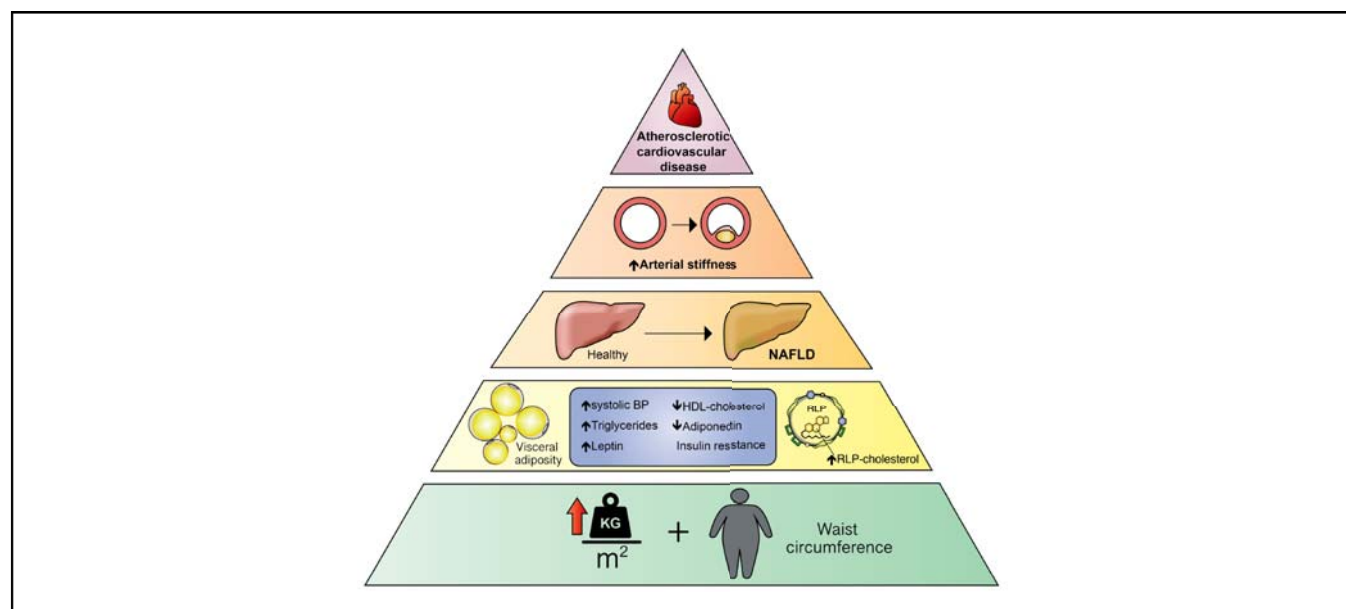 Atherosclerotic
cardiovascular
disease
↑Arterial stiffness
Healthy
NAFLD
Visceral
adiposity
↑systolic BP
↑Triglycerides
↑Leptin
↓HDL-cholesterol
↓Adiponedin
Insulin resstance
RLP
↑RLP-cholesterol
KG
m²
+
Waist
circumference